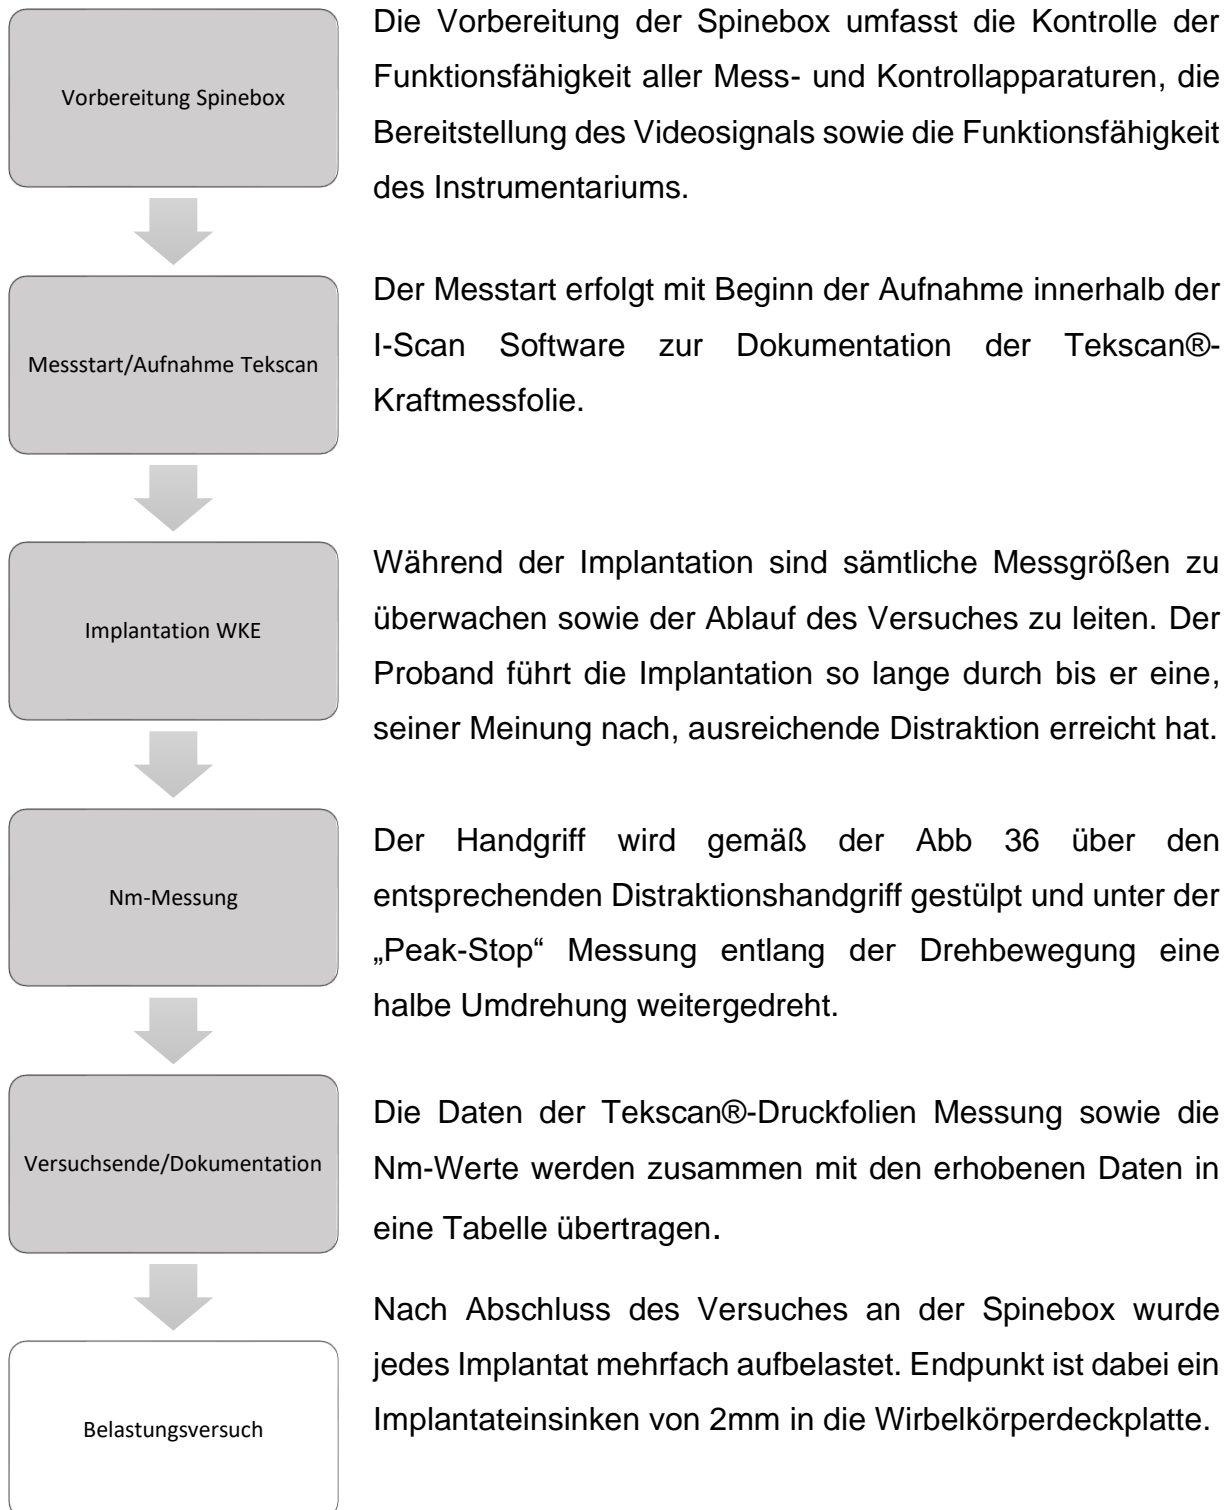 Vorbereitung Spinebox
Die Vorbereitung der Spinebox umfasst die Kontrolle der
Funktionsfähigkeit aller Mess- und Kontrollapparaturen, die
Bereitstellung des Videosignals sowie die Funktionsfähigkeit
des Instrumentariums.
Messstart/Aufnahme Tekscan
Der Messtart erfolgt mit Beginn der Aufnahme innerhalb der
I-Scan Software zur Dokumentation der Tekscan®-
Kraftmessfolie.
Implantation WKE
Während der Implantation sind sämtliche Messgrößen zu
überwachen sowie der Ablauf des Versuches zu leiten. Der
Proband führt die Implantation so lange durch bis er eine,
seiner Meinung nach, ausreichende Distraktion erreicht hat.
Nm-Messung
Der Handgriff wird gemäß der Abb 36 über den
entsprechenden Distraktionshandgriff gestülpt und unter der
„Peak-Stop“ Messung entlang der Drehbewegung eine
halbe Umdrehung weitergedreht.
Versuchsende/Dokumentation
Die Daten der Tekscan®-Druckfolien Messung sowie die
Nm-Werte werden zusammen mit den erhobenen Daten in
eine Tabelle übertragen.
Belastungsversuch
Nach Abschluss des Versuches an der Spinebox wurde
jedes Implantat mehrfach aufbelastet. Endpunkt ist dabei ein
Implantateinsinken von 2mm in die Wirbelkörperdeckplatte.